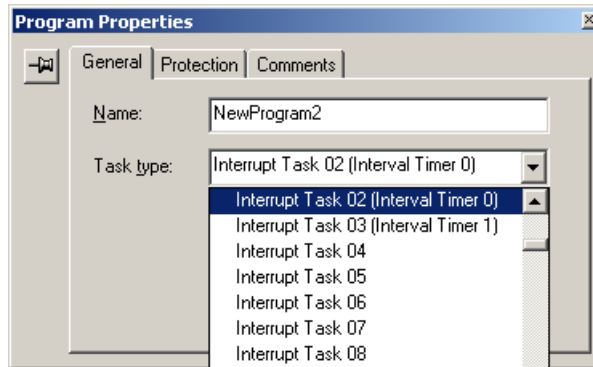 Program Properties
General Protection Comments
Name: NewProgram2
Task type: Interrupt Task 02 (Interval Timer 0)
Interrupt Task 02 (Interval Timer 0)
Interrupt Task 03 (Interval Timer 1)
Interrupt Task 04
Interrupt Task 05
Interrupt Task 06
Interrupt Task 07
Interrupt Task 08